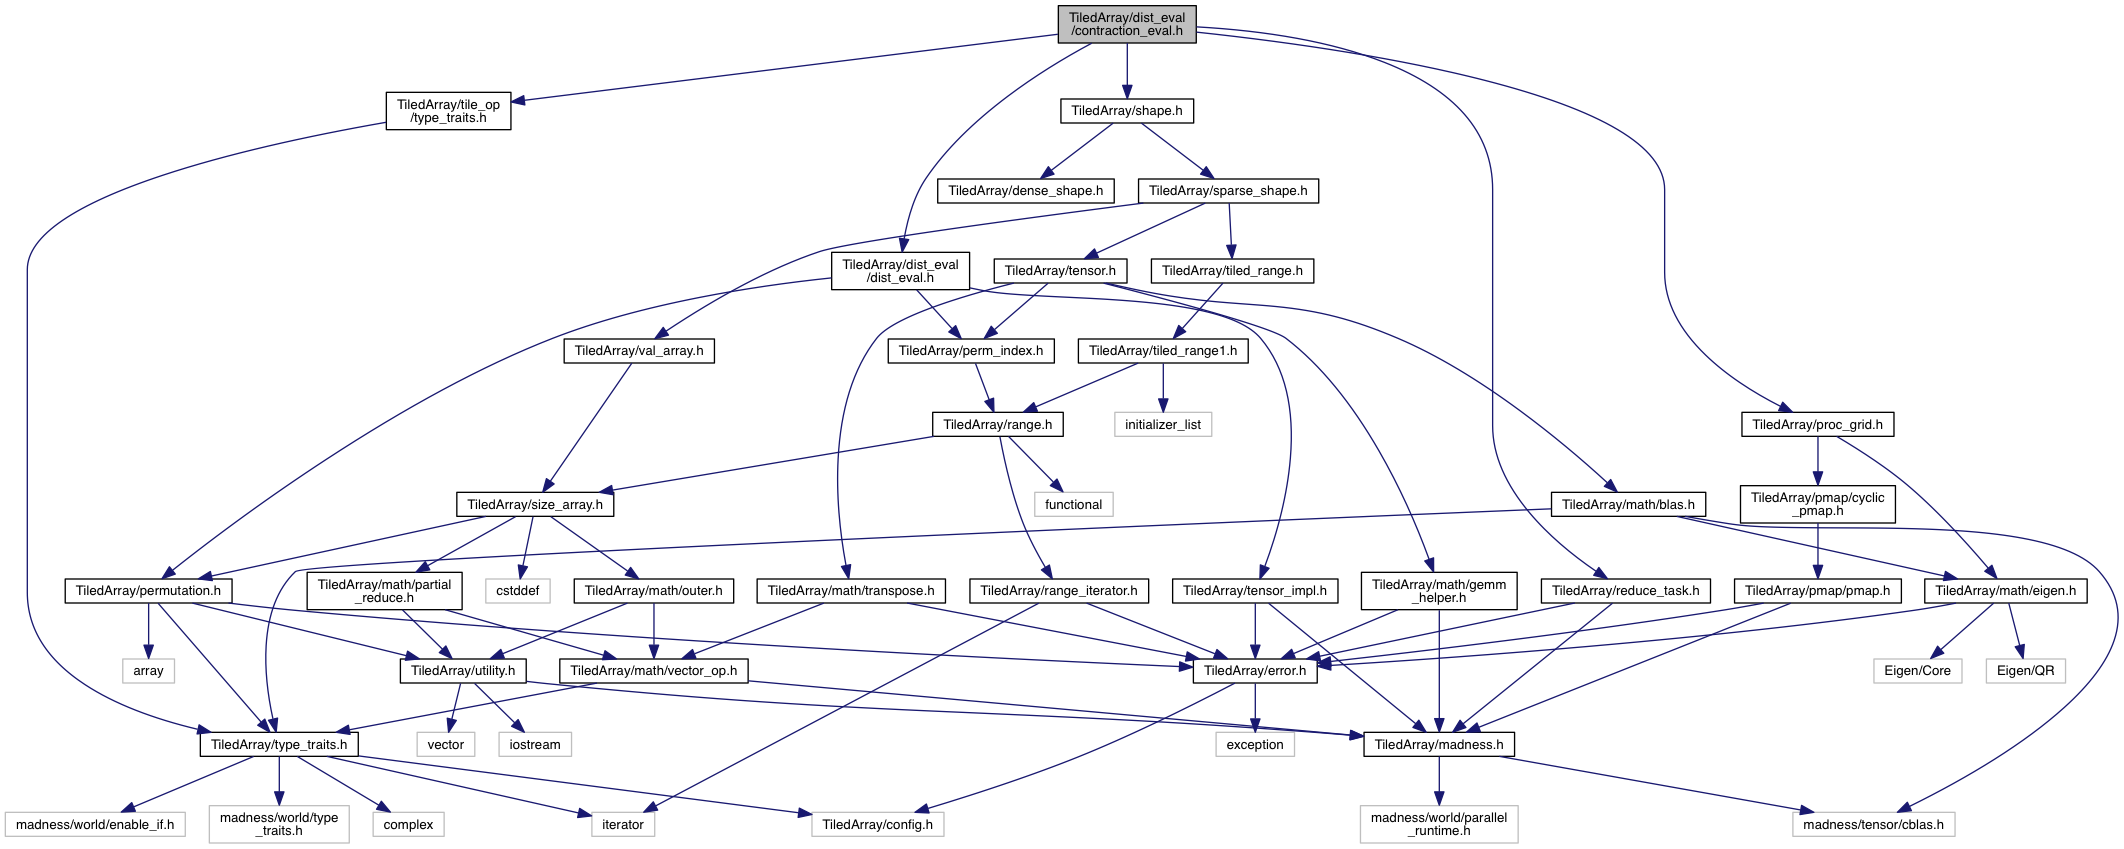 TiledArray/dist_eval
/contraction_eval.h
TiledArray/tile_op
/type_traits.h
TiledArray/shape.h
TiledArray/dense_shape.h
TiledArray/sparse_shape.h
TiledArray/dist_eval
/dist_eval.h
TiledArray/tensor.h
TiledArray/tiled_range.h
TiledArray/val_array.h
TiledArray/perm_index.h
TiledArray/tiled_range1.h
TiledArray/range.h
initializer_list
TiledArray/proc_grid.h
TiledArray/size_array.h
functional
TiledArray/math/blas.h
TiledArray/pmap/cyclic
_pmap.h
TiledArray/permutation.h
TiledArray/math/partial
_reduce.h
cstddef
TiledArray/math/outer.h
TiledArray/math/transpose.h
TiledArray/range_iterator.h
TiledArray/tensor_impl.h
TiledArray/math/gemm
_helper.h
TiledArray/reduce_task.h
TiledArray/pmap/pmap.h
TiledArray/math/eigen.h
array
TiledArray/utility.h
TiledArray/math/vector_op.h
TiledArray/error.h
Eigen/Core
Eigen/QR
TiledArray/type_traits.h
vector
iostream
exception
TiledArray/madness.h
madness/world/enable_if.h
madness/world/type
_traits.h
complex
iterator
TiledArray/config.h
madness/world/parallel
_runtime.h
madness/tensor/cblas.h